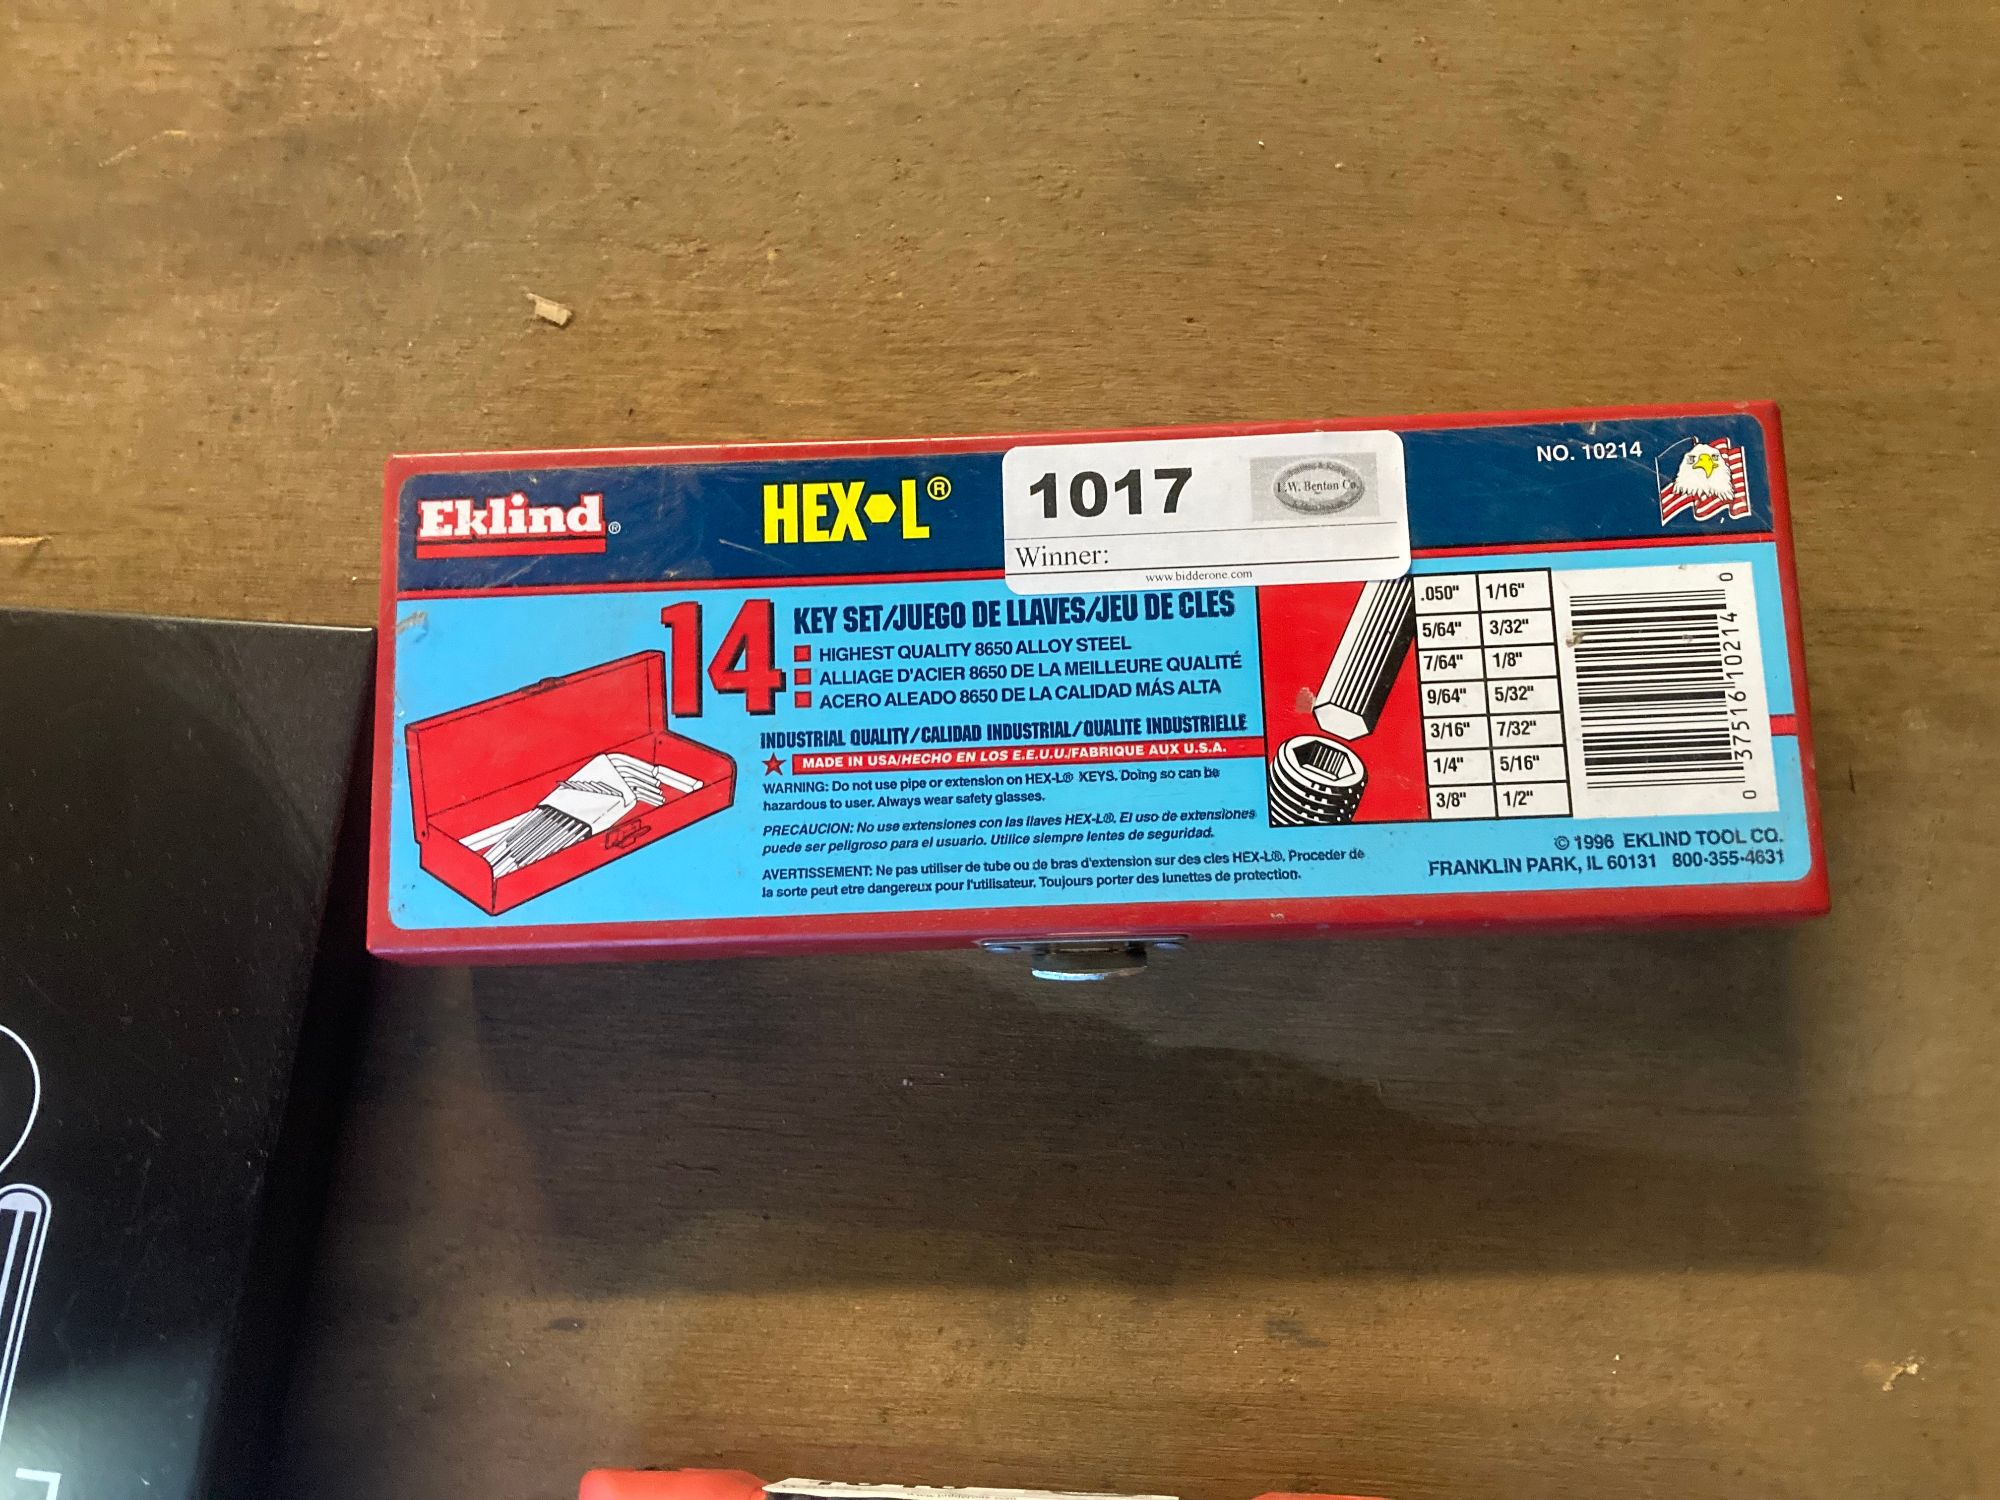 Eklind®
HEX•L®
1017
L.W. Benton Co.
Winner:
www.bidderone.com
NO. 10214
14
KEY SET/JUEGO DE LLAVES/JEU DE CLES
HIGHEST QUALITY 8650 ALLOY STEEL
ALLIAGE D'ACIER 8650 DE LA MEILLEURE QUALITÉ
ACERO ALEADO 8650 DE LA CALIDAD MÁS ALTA
INDUSTRIAL QUALITY/CALIDAD INDUSTRIAL/QUALITE INDUSTRIELLE
MADE IN USA/HECHO EN LOS E.E.U.U./FABRIQUE AUX U.S.A.
WARNING: Do not use pipe or extension on HEX-L® KEYS. Doing so can be
hazardous to user. Always wear safety glasses.
PRECAUCION: No use extensiones con las llaves HEX-L®. El uso de extensiones
puede ser peligroso para el usuario. Utilice siempre lentes de seguridad.
AVERTISSEMENT: Ne pas utiliser de tube ou de bras d'extension sur des cles HEX-L®. Proceder de
la sorte peut etre dangereux pour l'utilisateur. Toujours porter des lunettes de protection.
.050" 1/16"
5/64" 3/32"
7/64" 1/8"
9/64" 5/32"
3/16" 7/32"
1/4" 5/16"
3/8" 1/2"
0 37516 10214 0
© 1996 EKLIND TOOL CO.
FRANKLIN PARK, IL 60131 800-355-4631